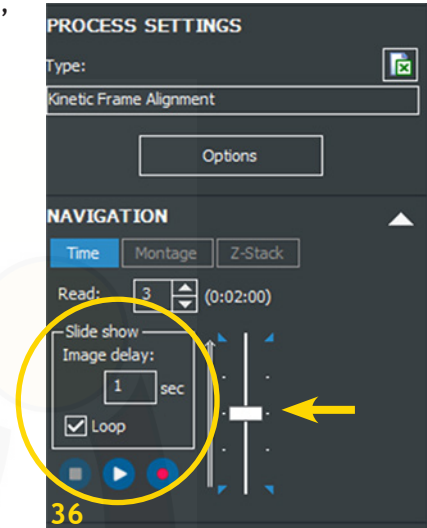 ,
PROCESS SETTINGS
Type:
Kinetic Frame Alignment
Options
NAVIGATION
Time Montage Z-Stack
Read: 3 (0:02:00)
Slide show
Image delay:
1 sec
Loop
36